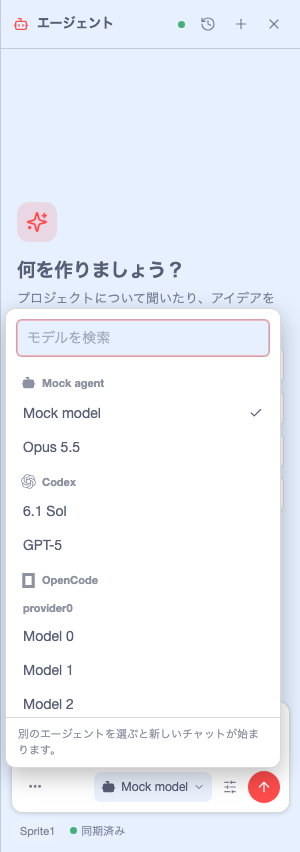 エージェント
何を作りましょう？
プロジェクトについて聞いたり、アイデアを
モデルを検索
Mock agent
Mock model
Opus 5.5
Codex
6.1 Sol
GPT-5
OpenCode
provider0
Model 0
Model 1
Model 2
別のエージェントを選ぶと新しいチャットが始ま
ります。
Mock model
Sprite1
同期済み